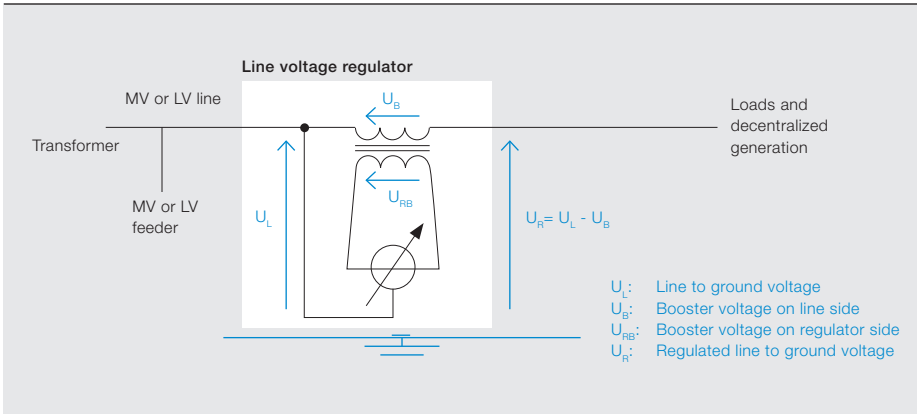 Line voltage regulator
MV or LV line
U_B
Loads and
decentralized
generation
Transformer
U_RB
MV or LV
feeder
U_L
U_R= U_L - U_B
U_L: Line to ground voltage
U_B: Booster voltage on line side
U_RB: Booster voltage on regulator side
U_R: Regulated line to ground voltage